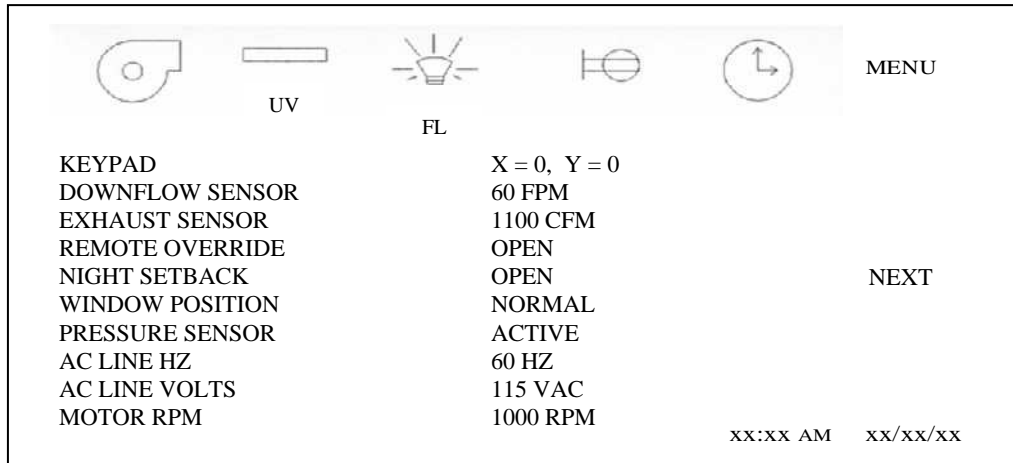 MENU
UV
FL
KEYPAD X = 0, Y = 0
DOWNFLOW SENSOR 60 FPM
EXHAUST SENSOR 1100 CFM
REMOTE OVERRIDE OPEN
NIGHT SETBACK OPEN NEXT
WINDOW POSITION NORMAL
PRESSURE SENSOR ACTIVE
AC LINE HZ 60 HZ
AC LINE VOLTS 115 VAC
MOTOR RPM 1000 RPM
xx:xx AM xx/xx/xx